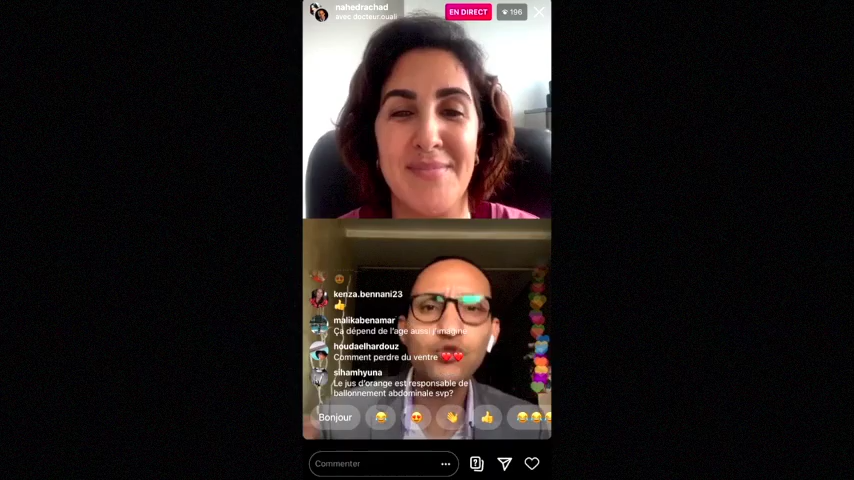 nahedrachad
avec docteur.ouali
EN DIRECT
196
kenza.bennani23
malikabenamar
Ça dépend de l'age aussi j'imagine
houdaelhardouz
Comment perdre du ventre
sihamhyuna
Le jus d'orange est responsable de
ballonnement abdominale svp?
Bonjour
Commenter